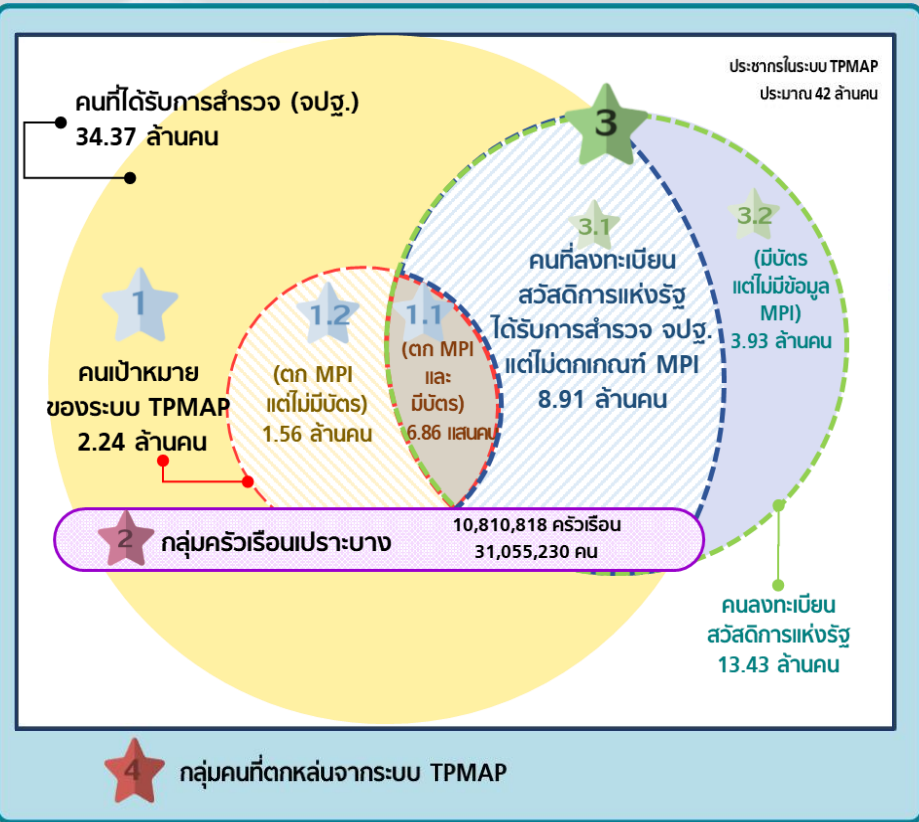 ประชากรในระบบ TPMAP
ประมาณ 42 ล้านคน
คนที่ได้รับการสำรวจ (จปฐ.)
34.37 ล้านคน
3
3.1
คนที่ลงทะเบียน
สวัสดิการแห่งรัฐ
ได้รับการสำรวจ จปฐ.
แต่ไม่ตกเกณฑ์ MPI
8.91 ล้านคน
3.2
(มีบัตร
แต่ไม่มีข้อมูล
MPI)
3.93 ล้านคน
1
คนเป้าหมาย
ของระบบ TPMAP
2.24 ล้านคน
1.2
(ตก MPI
แต่ไม่มีบัตร)
1.56 ล้านคน
1.1
(ตก MPI
และ
มีบัตร)
6.86 แสนคน
2
กลุ่มครัวเรือนเปราะบาง
10,810,818 ครัวเรือน
31,055,230 คน
คนลงทะเบียน
สวัสดิการแห่งรัฐ
13.43 ล้านคน
4
กลุ่มคนที่ตกหล่นจากระบบ TPMAP